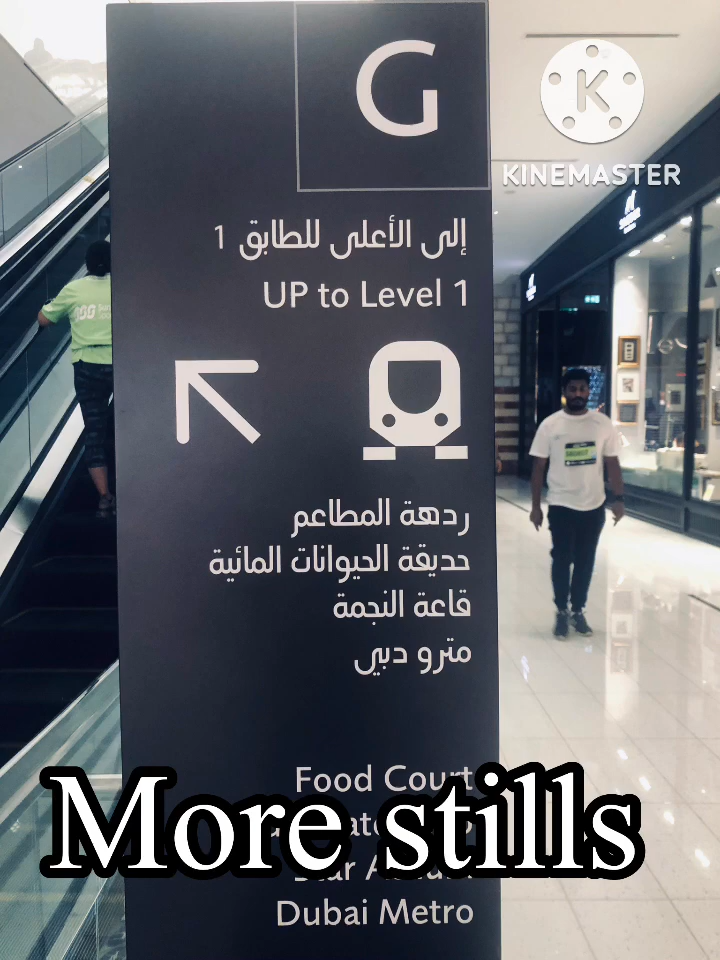 G
K
KINEMASTER
إلى الأعلى للطابق 1
UP to Level 1
ردهة المطاعم
حديقة الحيوانات المائية
قاعة النجمة
مترو دبي
Food Court
More stills
Dubai Metro